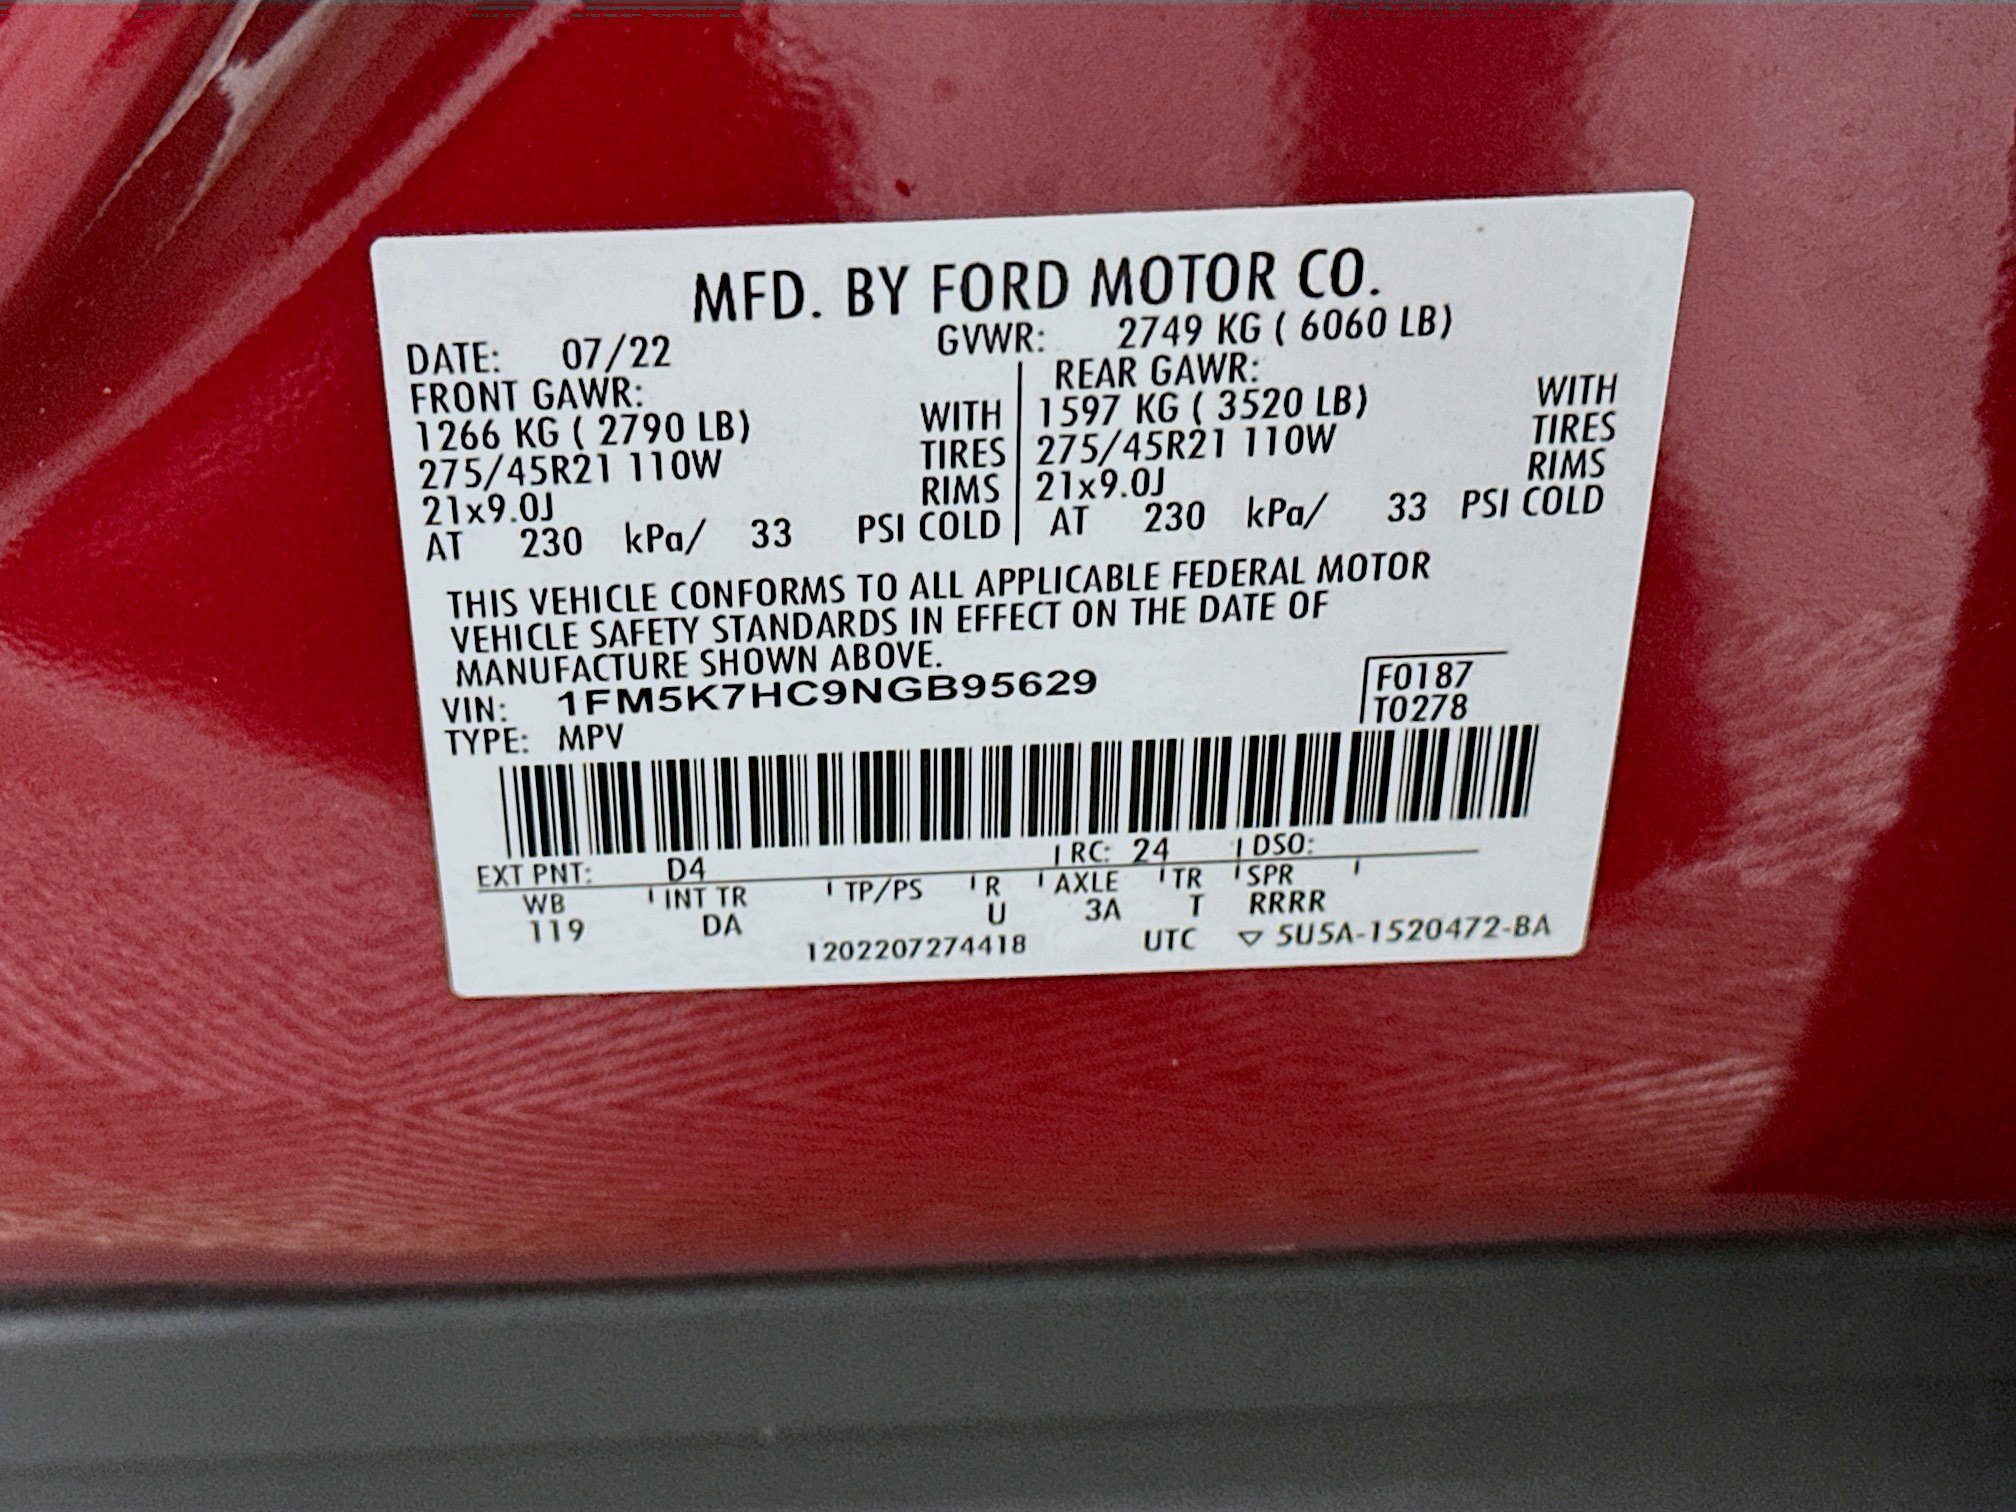 MFD. BY FORD MOTOR CO.
DATE: 07/22 GVWR: 2749 KG ( 6060 LB)
FRONT GAWR: REAR GAWR:
1266 KG ( 2790 LB) WITH 1597 KG ( 3520 LB) WITH
275/45R21 110W TIRES 275/45R21 110W TIRES
21x9.0J RIMS 21x9.0J RIMS
AT 230 kPa/ 33 PSI COLD AT 230 kPa/ 33 PSI COLD
THIS VEHICLE CONFORMS TO ALL APPLICABLE FEDERAL MOTOR
VEHICLE SAFETY STANDARDS IN EFFECT ON THE DATE OF
MANUFACTURE SHOWN ABOVE.
VIN: 1FM5K7HC9NGB95629 F0187
TYPE: MPV T0278
EXT PNT: D4 RC: 24 DSO:
WB INT TR TP/PS R AXLE TR SPR
119 DA U 3A T RRRR
1202207274418 UTC ▽ 5U5A-1520472-BA